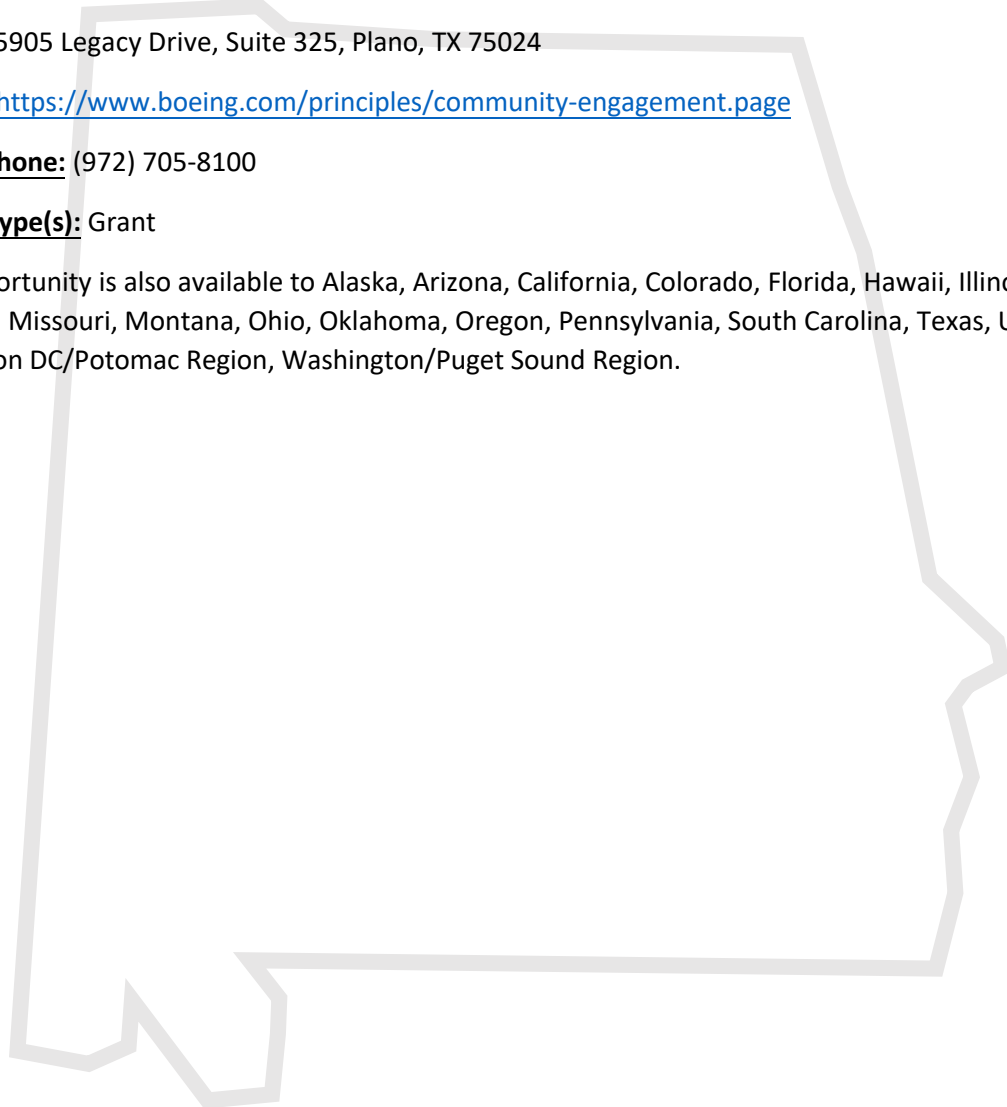 5905 Legacy Drive, Suite 325, Plano, TX 75024
https://www.boeing.com/principles/community-engagement.page
hone: (972) 705-8100
ype(s): Grant
ortunity is also available to Alaska, Arizona, California, Colorado, Florida, Hawaii, Illino
Missouri, Montana, Ohio, Oklahoma, Oregon, Pennsylvania, South Carolina, Texas, U
on DC/Potomac Region, Washington/Puget Sound Region.